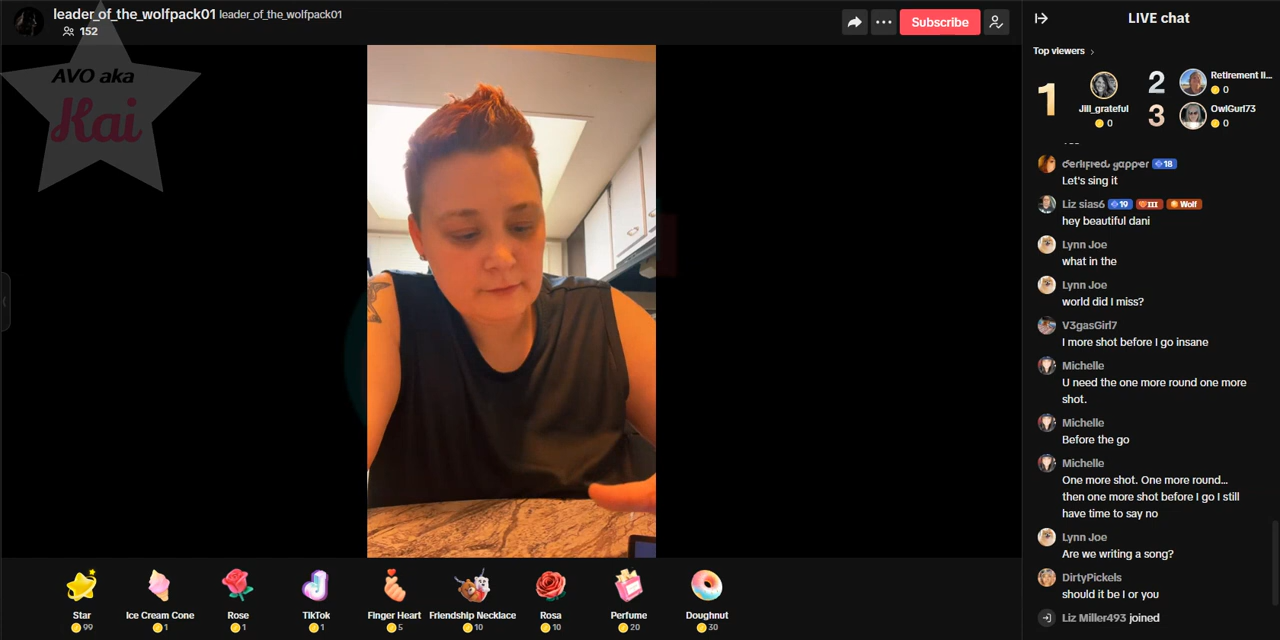 leader_of_the_wolfpack01 leader_of_the_wolfpack01
152
Subscribe
AVO aka
Kai
LIVE chat
Top viewers
1
Jill_grateful
0
2
Retirement li...
0
3
OwlGurl73
0
çertified yapper 18
Let's sing it
Liz sias6 19 III Wolf
hey beautiful dani
Lynn Joe
what in the
Lynn Joe
world did I miss?
V3gasGirl7
I more shot before I go insane
Michelle
U need the one more round one more
shot.
Michelle
Before the go
Michelle
One more shot. One more round...
then one more shot before I go I still
have time to say no
Lynn Joe
Are we writing a song?
DirtyPickels
should it be I or you
Liz Miller493 joined
Star
99
Ice Cream Cone
1
Rose
1
TikTok
1
Finger Heart
5
Friendship Necklace
10
Rosa
10
Perfume
20
Doughnut
30